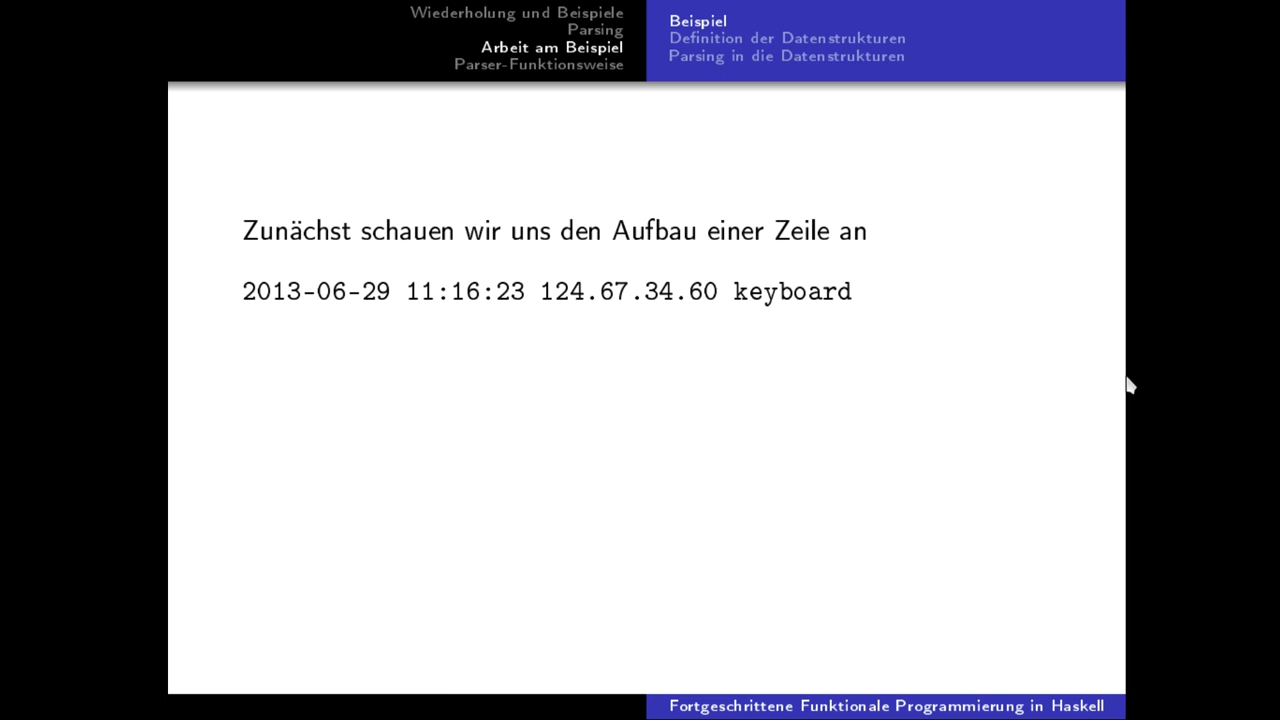 Wiederholung und Beispiele
Parsing
Arbeit am Beispiel
Parser-Funktionsweise
Beispiel
Definition der Datenstrukturen
Parsing in die Datenstrukturen
Zunächst schauen wir uns den Aufbau einer Zeile an
2013-06-29 11:16:23 124.67.34.60 keyboard
Fortgeschrittene Funktionale Programmierung in Haskell